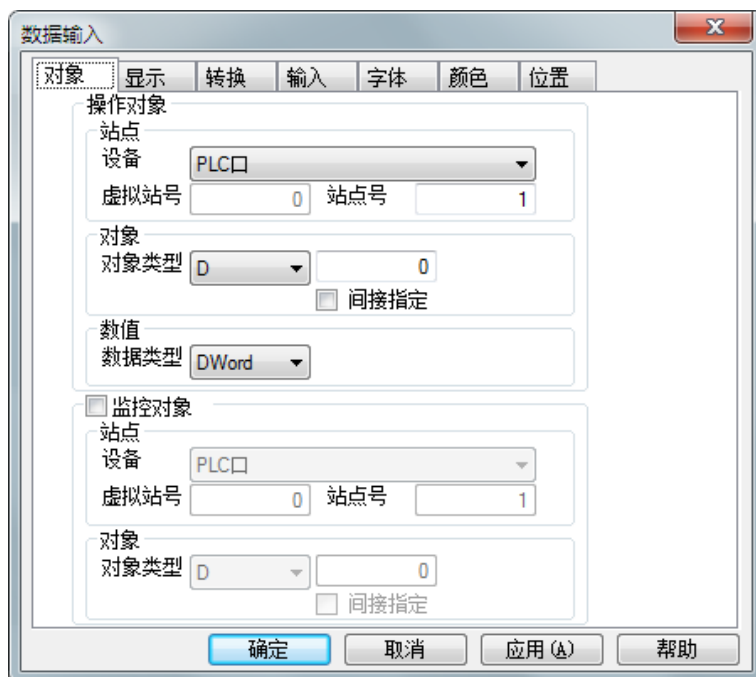 数据输入
对象 显示 转换 输入 字体 颜色 位置
操作对象
站点
设备 PLC口
虚拟站号 0 站点号 1
对象
对象类型 D 0
间接指定
数值
数据类型 DWord
监控对象
站点
设备 PLC口
虚拟站号 0 站点号 1
对象
对象类型 D 0
间接指定
确定 取消 应用(A) 帮助